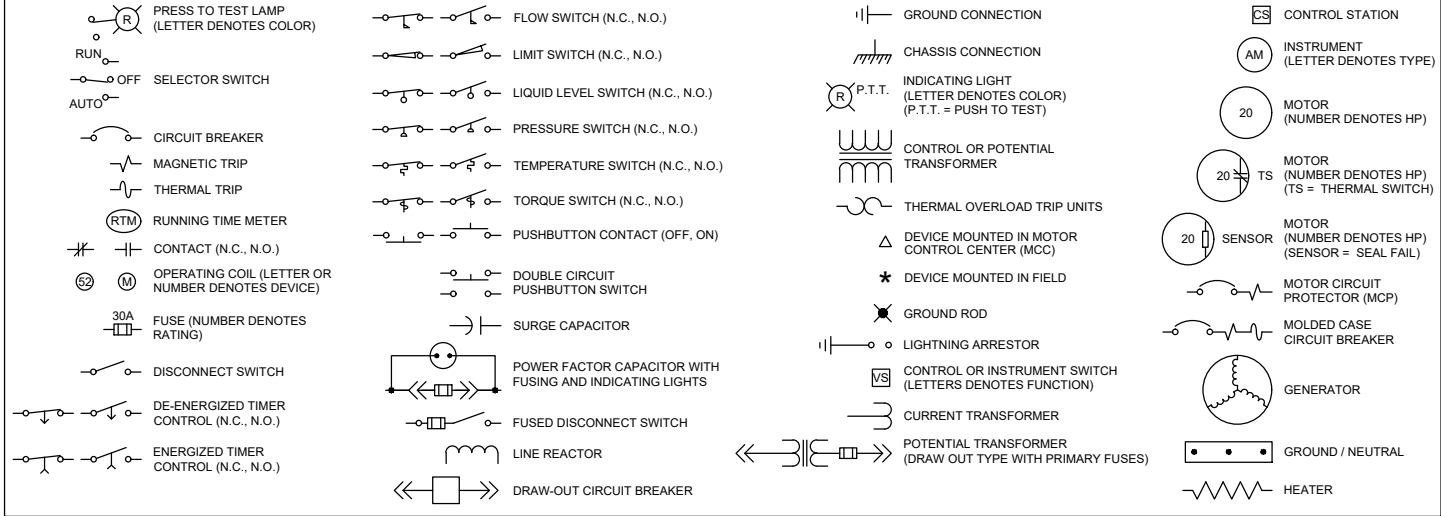 R
PRESS TO TEST LAMP
(LETTER DENOTES COLOR)
RUN
OFF
AUTO
SELECTOR SWITCH
CIRCUIT BREAKER
MAGNETIC TRIP
THERMAL TRIP
RTM
RUNNING TIME METER
CONTACT (N.C., N.O.)
52
M
OPERATING COIL (LETTER OR
NUMBER DENOTES DEVICE)
30A
FUSE (NUMBER DENOTES
RATING)
DISCONNECT SWITCH
DE-ENERGIZED TIMER
CONTROL (N.C., N.O.)
ENERGIZED TIMER
CONTROL (N.C., N.O.)
FLOW SWITCH (N.C., N.O.)
LIMIT SWITCH (N.C., N.O.)
LIQUID LEVEL SWITCH (N.C., N.O.)
PRESSURE SWITCH (N.C., N.O.)
TEMPERATURE SWITCH (N.C., N.O.)
TORQUE SWITCH (N.C., N.O.)
PUSHBUTTON CONTACT (OFF, ON)
DOUBLE CIRCUIT
PUSHBUTTON SWITCH
SURGE CAPACITOR
POWER FACTOR CAPACITOR WITH
FUSING AND INDICATING LIGHTS
FUSED DISCONNECT SWITCH
LINE REACTOR
DRAW-OUT CIRCUIT BREAKER
GROUND CONNECTION
CHASSIS CONNECTION
R
P.T.T.
INDICATING LIGHT
(LETTER DENOTES COLOR)
(P.T.T. = PUSH TO TEST)
CONTROL OR POTENTIAL
TRANSFORMER
THERMAL OVERLOAD TRIP UNITS
DEVICE MOUNTED IN MOTOR
CONTROL CENTER (MCC)
* DEVICE MOUNTED IN FIELD
GROUND ROD
LIGHTNING ARRESTOR
VS
CONTROL OR INSTRUMENT SWITCH
(LETTERS DENOTES FUNCTION)
CURRENT TRANSFORMER
POTENTIAL TRANSFORMER
(DRAW OUT TYPE WITH PRIMARY FUSES)
CS
CONTROL STATION
AM
INSTRUMENT
(LETTER DENOTES TYPE)
20
MOTOR
(NUMBER DENOTES HP)
20
TS
MOTOR
(NUMBER DENOTES HP)
(TS = THERMAL SWITCH)
20
SENSOR
MOTOR
(NUMBER DENOTES HP)
(SENSOR = SEAL FAIL)
MOTOR CIRCUIT
PROTECTOR (MCP)
MOLDED CASE
CIRCUIT BREAKER
GENERATOR
GROUND / NEUTRAL
HEATER